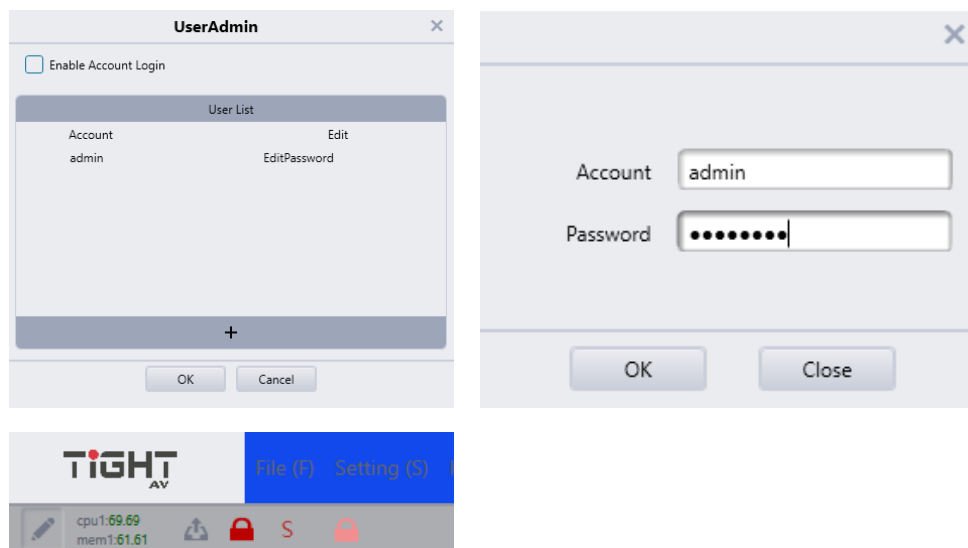 UserAdmin
Enable Account Login
User List
Account Edit
admin EditPassword
+
OK Cancel
Account admin
Password ••••••••
OK Close
TiGHT AV
File (F) Setting (S)
cpu1:69.69
mem1:61.61
S